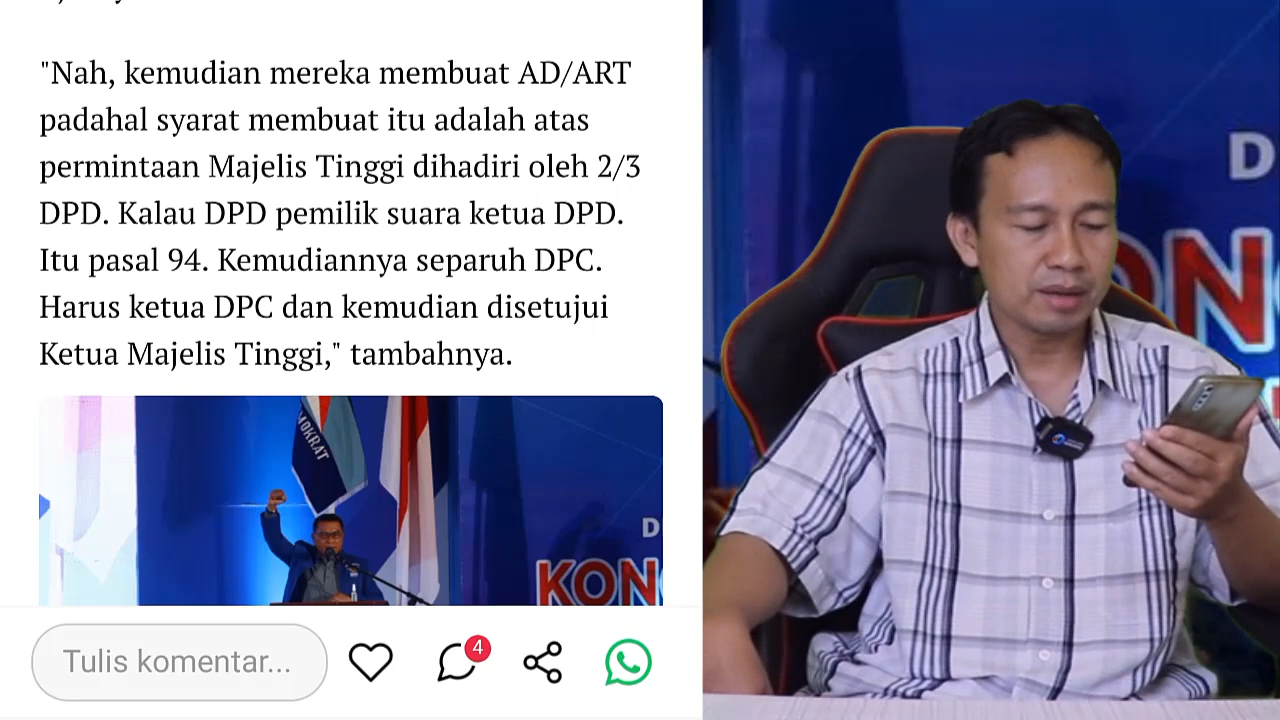 "Nah, kemudian mereka membuat AD/ART
padahal syarat membuat itu adalah atas
permintaan Majelis Tinggi dihadiri oleh 2/3
DPD. Kalau DPD pemilik suara ketua DPD.
Itu pasal 94. Kemudiannya separuh DPC.
Harus ketua DPC dan kemudian disetujui
Ketua Majelis Tinggi," tambahnya.
MOKRAT
D
KON
Tulis komentar...
4
D
ON